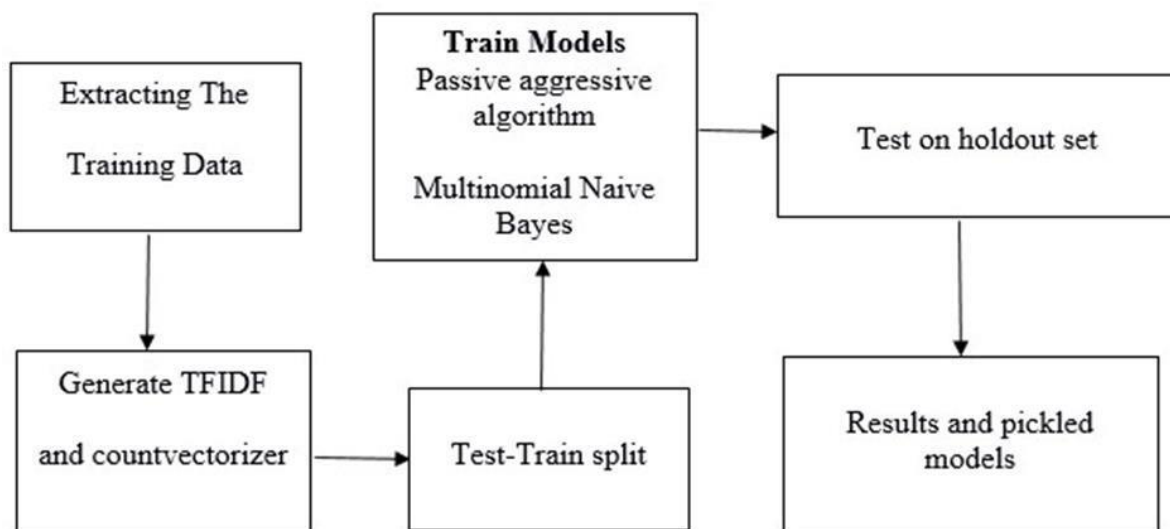 Extracting The
Training Data
Generate TFIDF
and countvectorizer
Test-Train split
Train Models
Passive aggressive
algorithm
Multinomial Naive
Bayes
Test on holdout set
Results and pickled
models